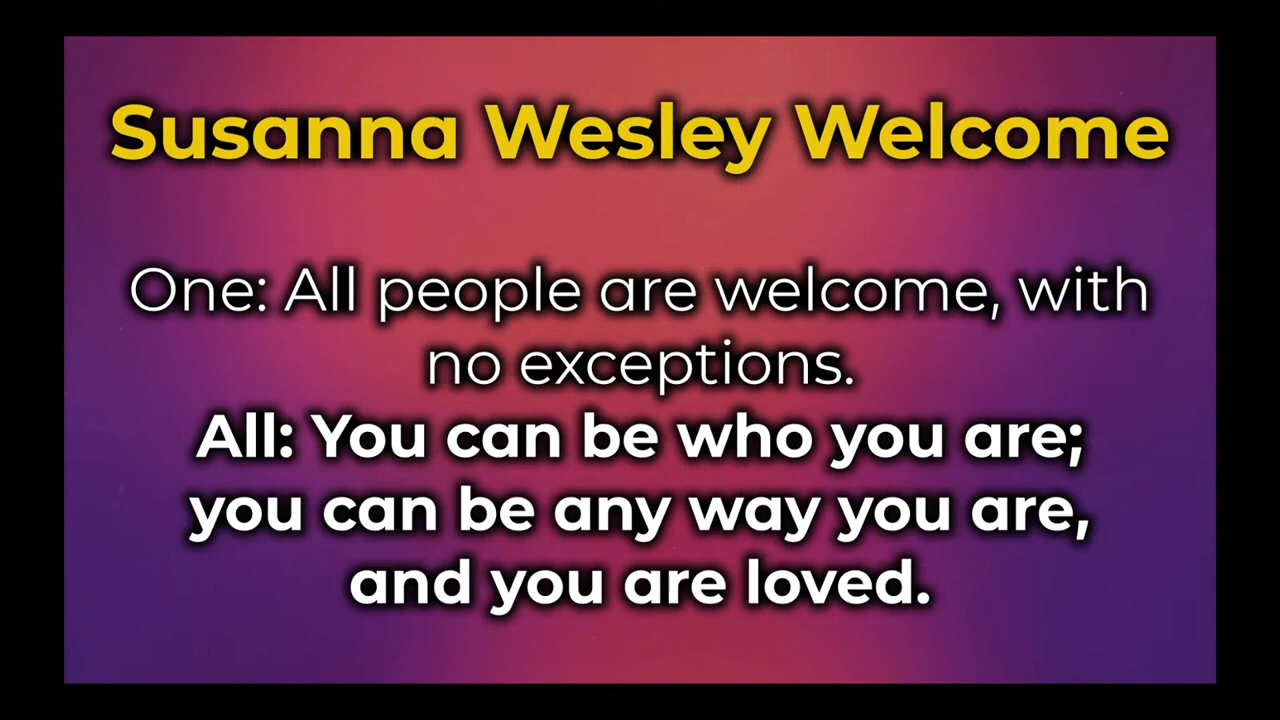 Susanna Wesley Welcome
One: All people are welcome, with
no exceptions.
All: You can be who you are;
you can be any way you are,
and you are loved.